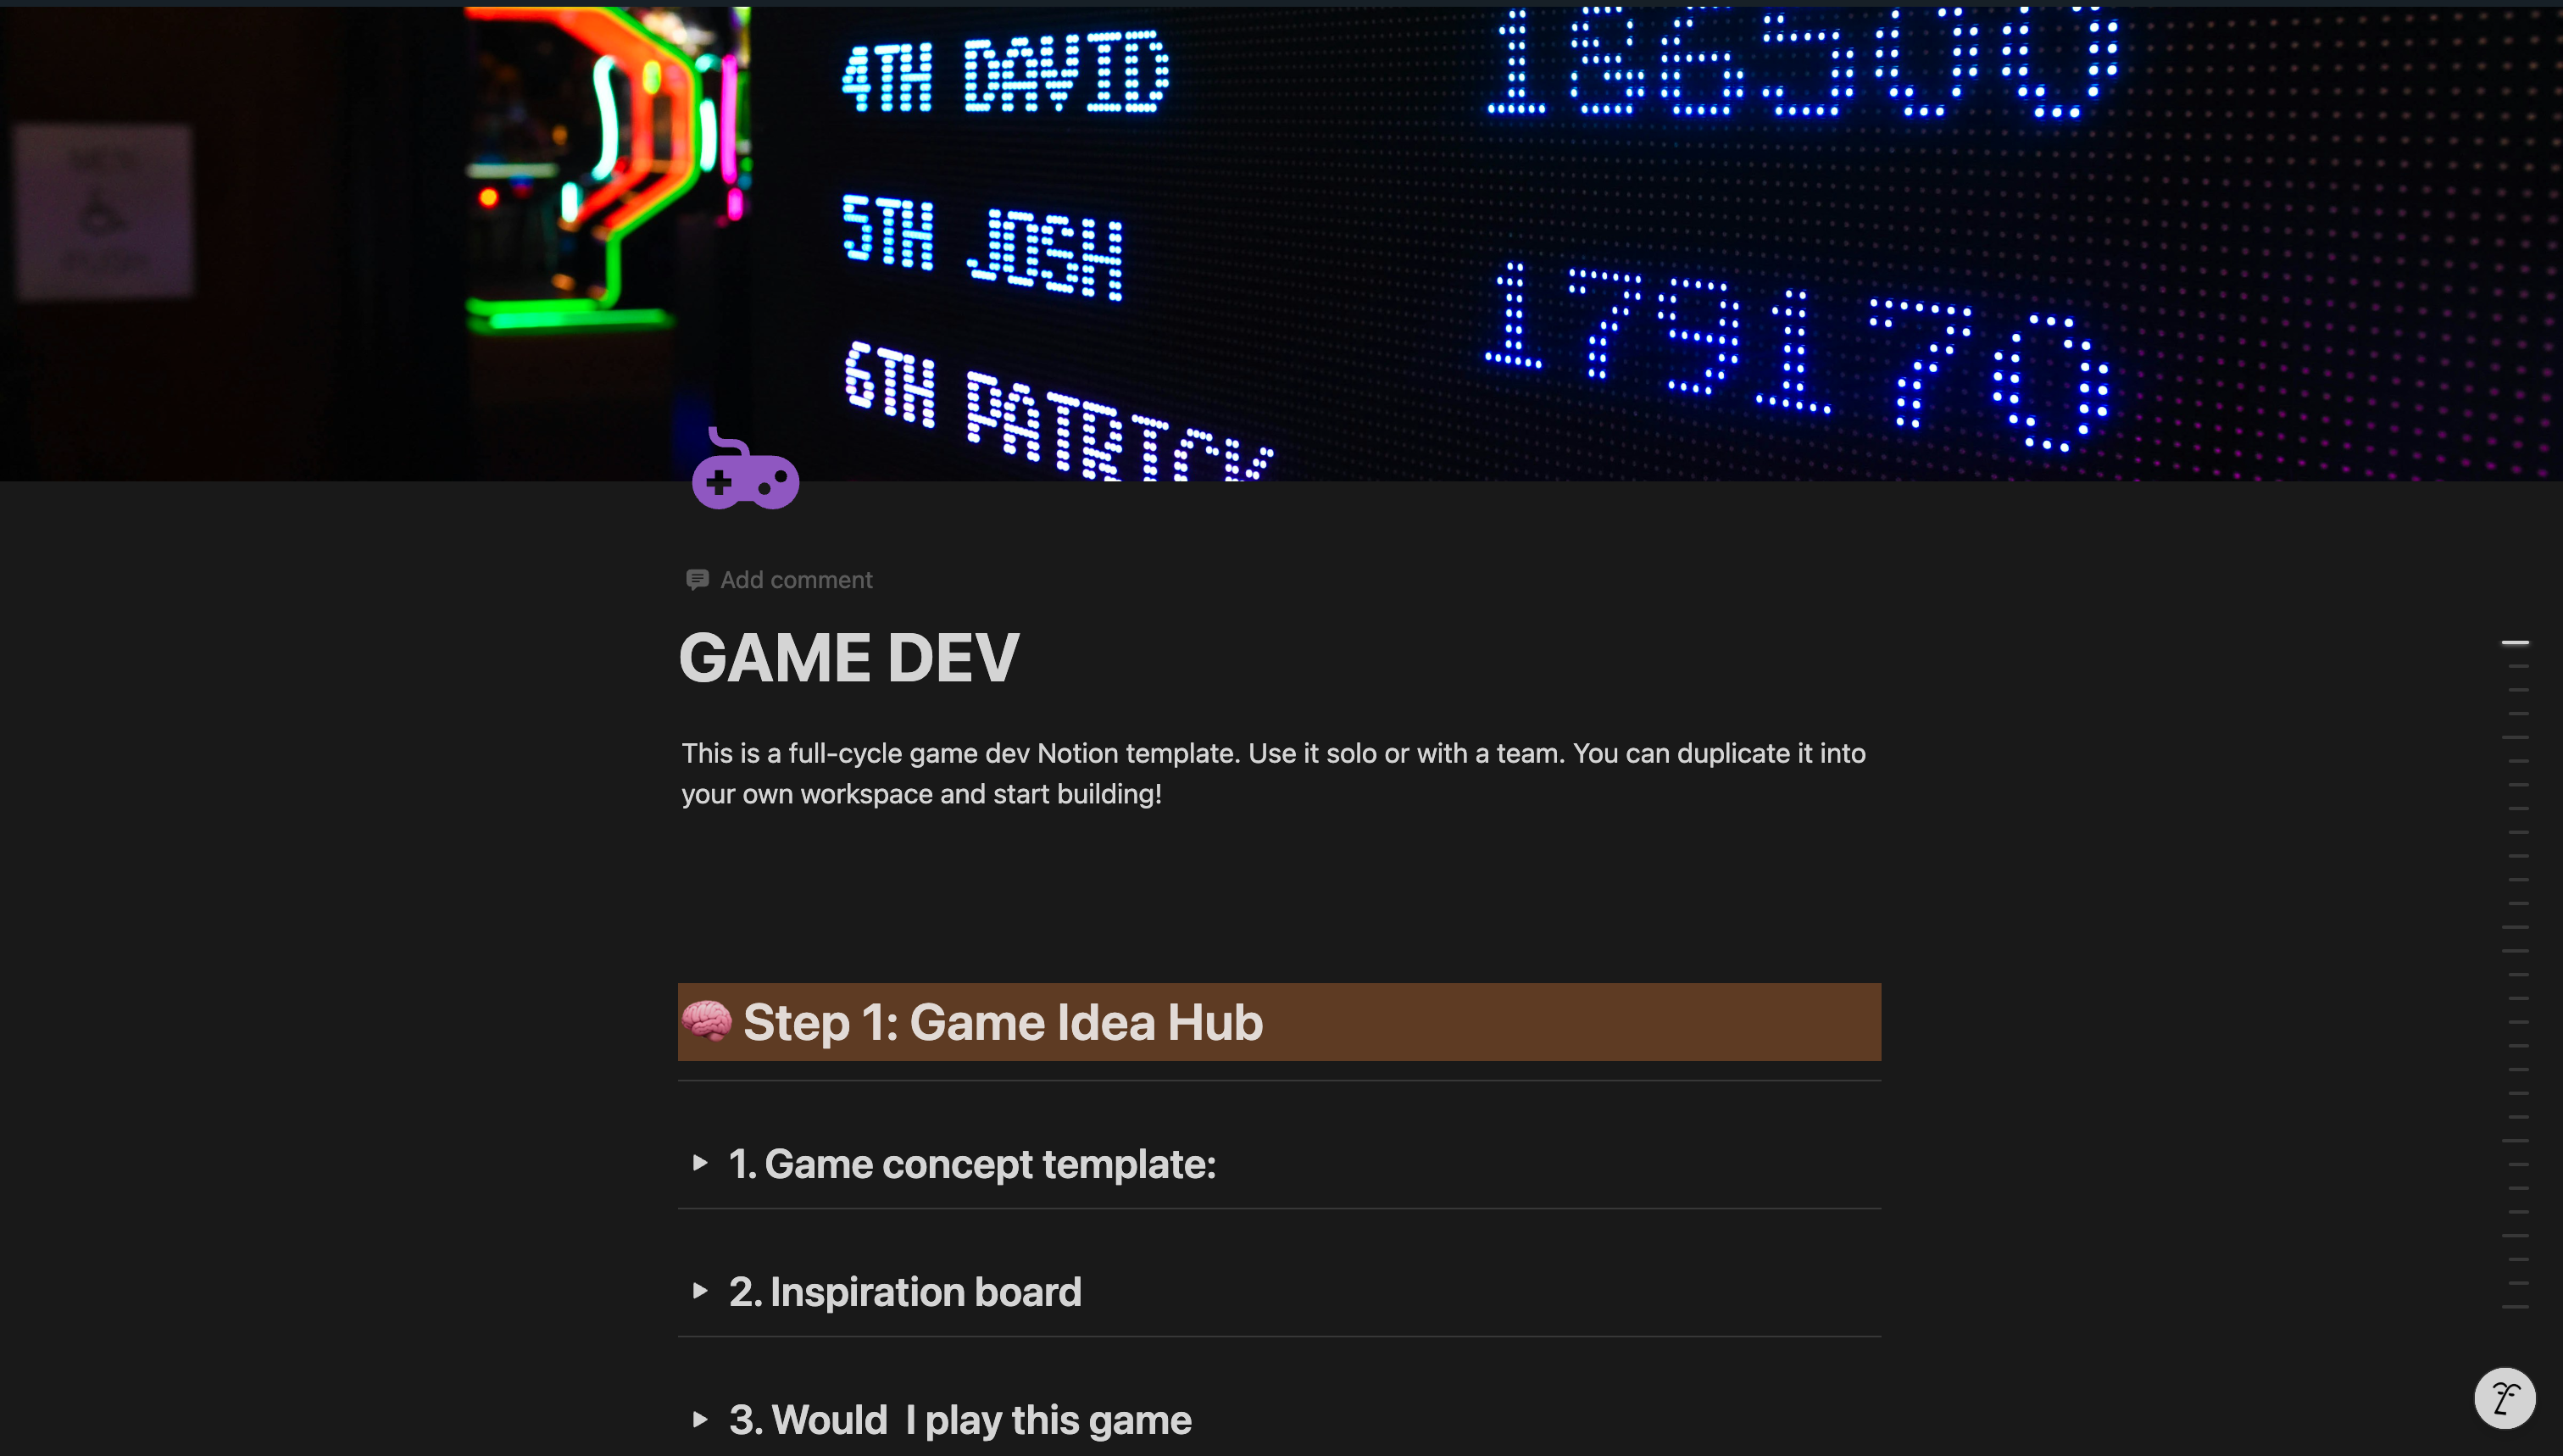 4TH DAVID 186500
5TH JOSH 179170
6TH PATRICK
Add comment
GAME DEV
This is a full-cycle game dev Notion template. Use it solo or with a team. You can duplicate it into
your own workspace and start building!
🧠 Step 1: Game Idea Hub
1. Game concept template:
2. Inspiration board
3. Would  I play this game